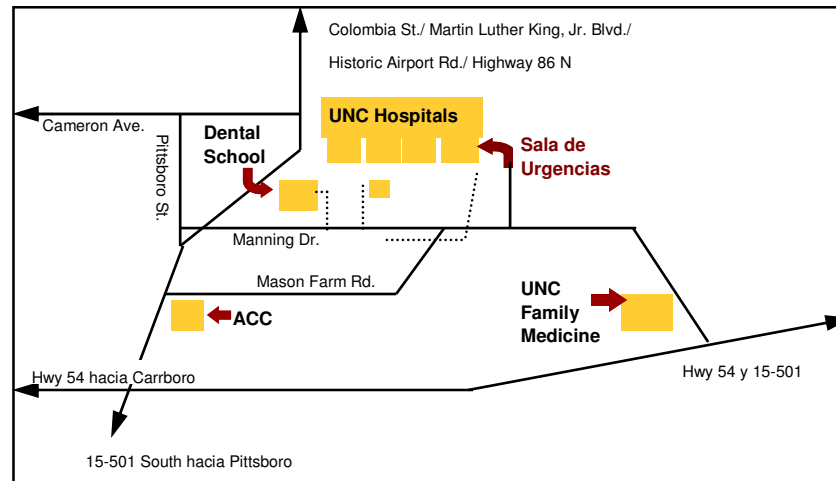 Colombia St./ Martin Luther King, Jr. Blvd./
Historic Airport Rd./ Highway 86 N
UNC Hospitals
Cameron Ave.
Pittsboro St.
Dental
School
Sala de
Urgencias
Manning Dr.
Mason Farm Rd.
ACC
UNC
Family
Medicine
Hwy 54 hacia Carrboro
Hwy 54 y 15-501
15-501 South hacia Pittsboro